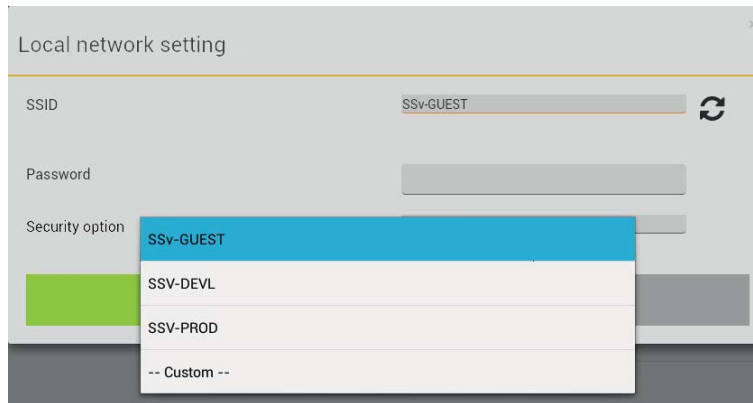 Local network setting
SSID
SSv-GUEST
Password
Security option
SSv-GUEST
SSV-DEVL
SSV-PROD
-- Custom --